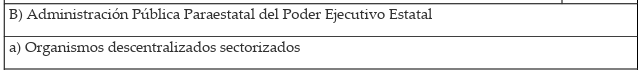 B) Administración Pública Paraestatal del Poder Ejecutivo Estatal
a) Organismos descentralizados sectorizados